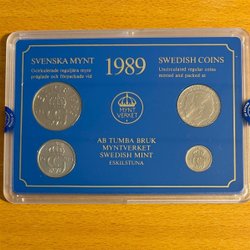 SVENSKA MYNT
Ocirkulerade reguljära mynt
präglade och förpackade vid
1989
SWEDISH COINS
Uncirculated regular coins
minted and packed at
MYNT
VERKET
AB TUMBA BRUK
MYNTVERKET
SWEDISH MINT
ESKILSTUNA